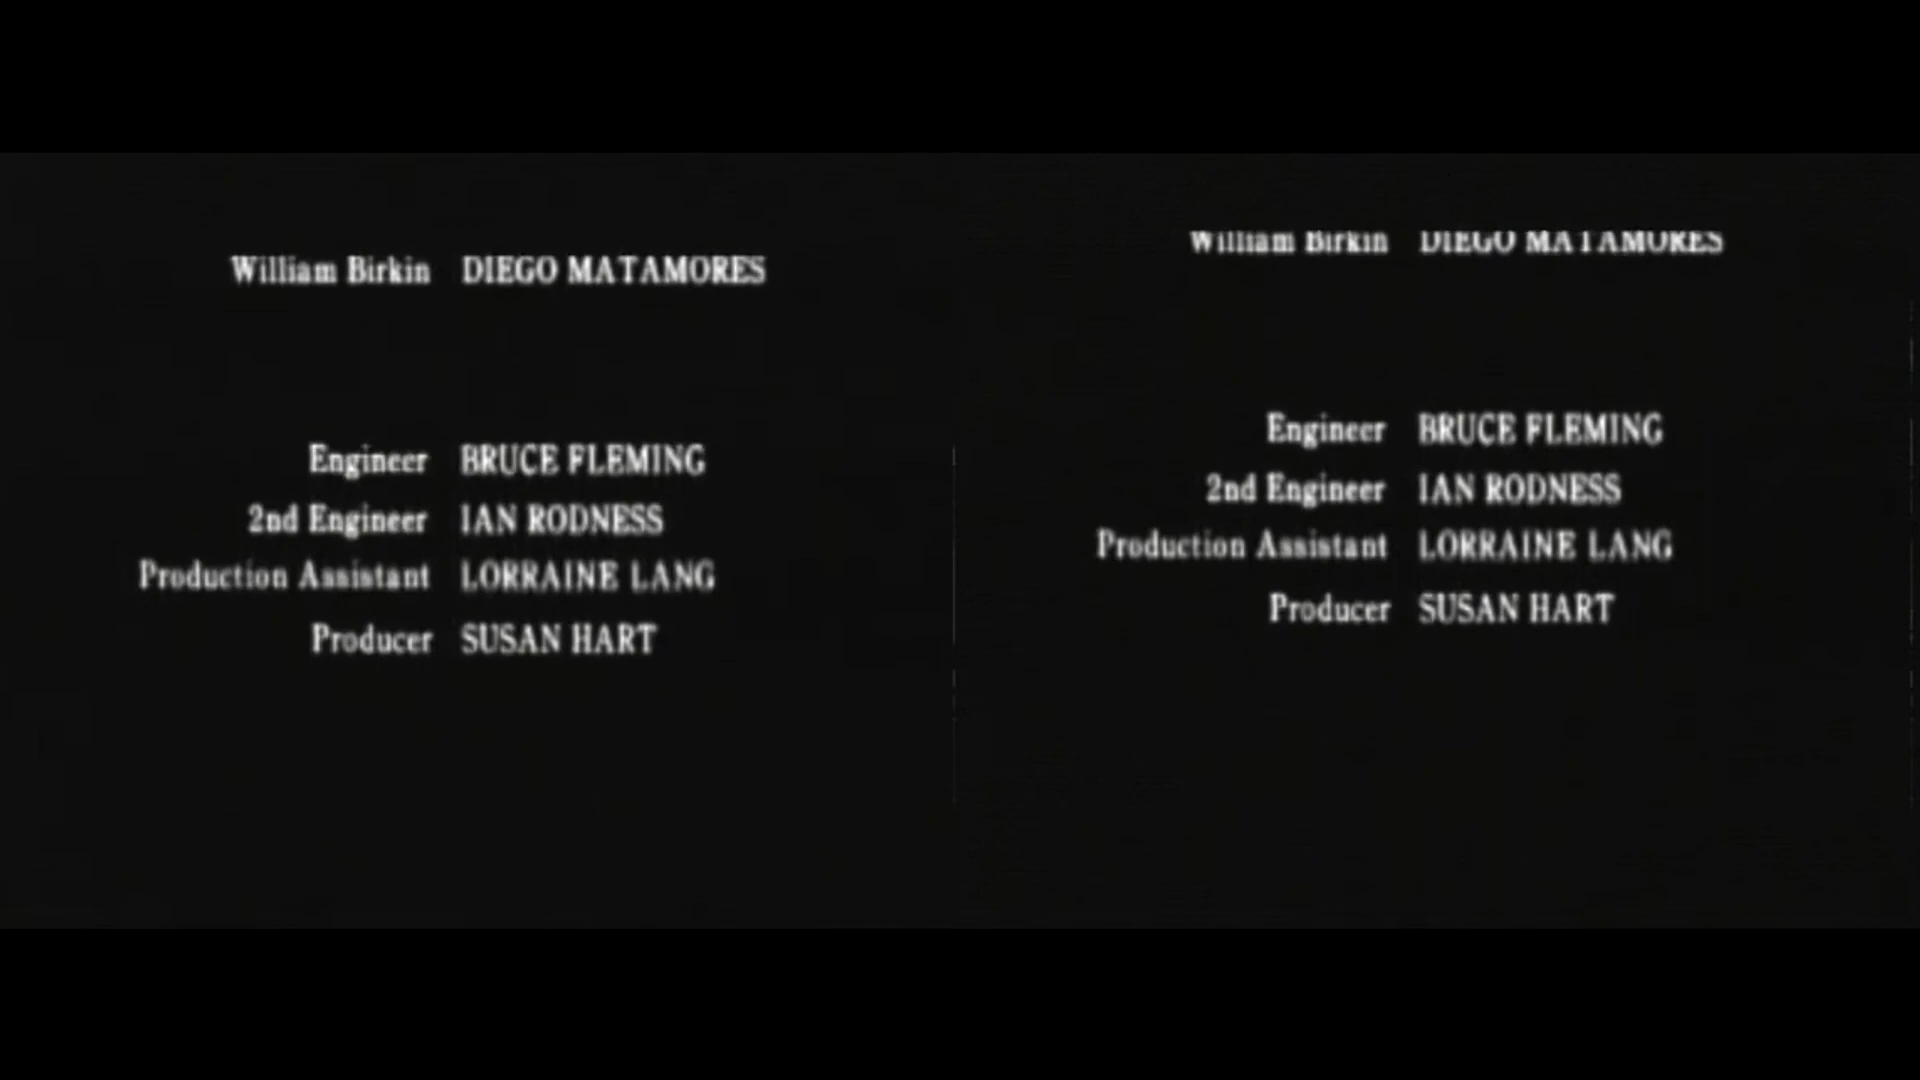 William Birkin DIEGO MATAMORES
Engineer BRUCE FLEMING
2nd Engineer IAN RODNESS
Production Assistant LORRAINE LANG
Producer SUSAN HART
William Birkin DIEGO MATAMORES
Engineer BRUCE FLEMING
2nd Engineer IAN RODNESS
Production Assistant LORRAINE LANG
Producer SUSAN HART